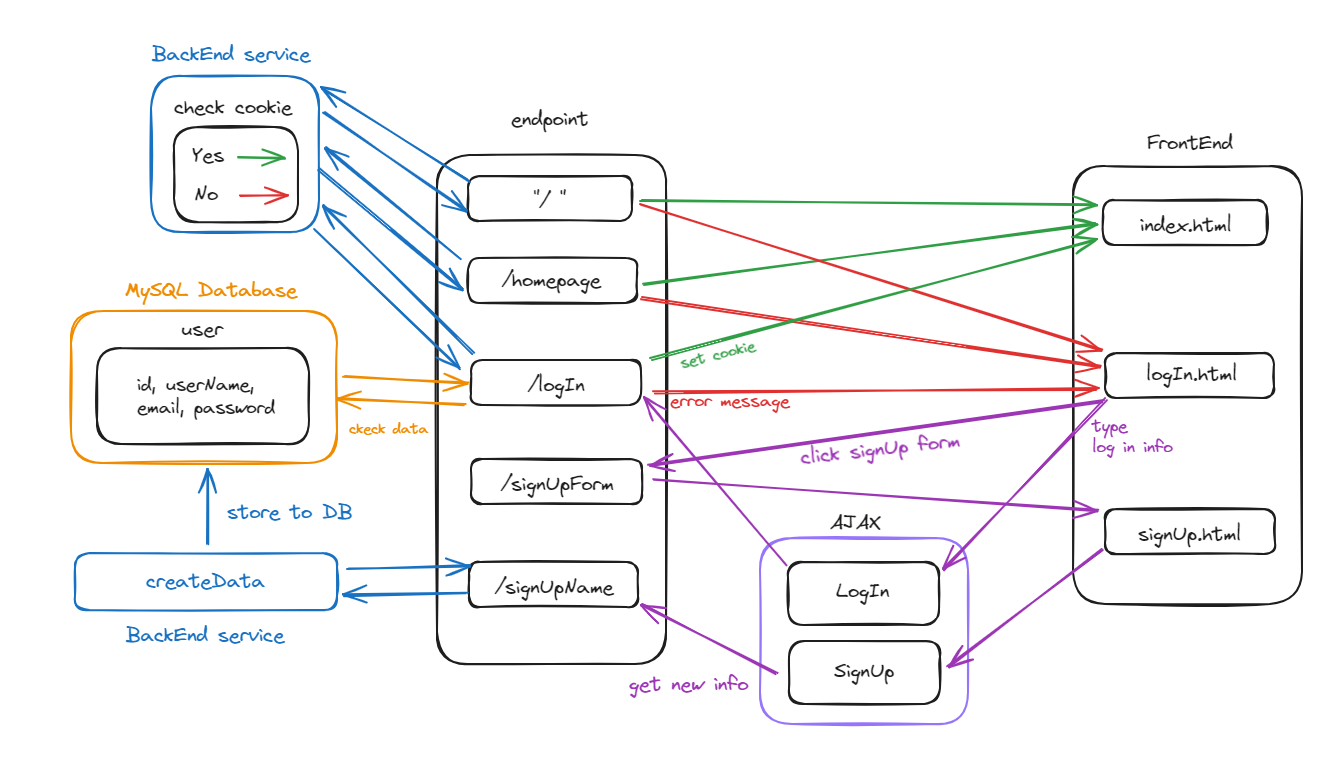 BackEnd service
check cookie
Yes
No
MySQL Database
user
id, userName,
email, password
ckeck data
store to DB
createData
BackEnd service
endpoint
"/ "
/homepage
/logIn
/signUpForm
/signUpName
set cookie
error message
click signUp form
type
log in info
AJAX
LogIn
SignUp
get new info
FrontEnd
index.html
logIn.html
signUp.html